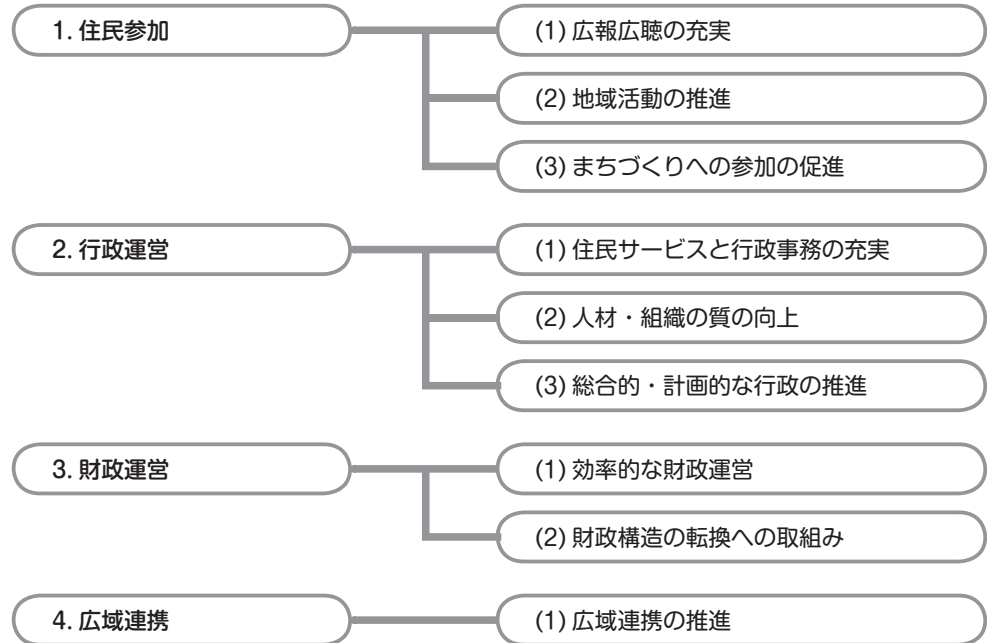 1. 住民参加
(1) 広報広聴の充実
(2) 地域活動の推進
(3) まちづくりへの参加の促進
2. 行政運営
(1) 住民サービスと行政事務の充実
(2) 人材・組織の質の向上
(3) 総合的・計画的な行政の推進
3. 財政運営
(1) 効率的な財政運営
(2) 財政構造の転換への取組み
4. 広域連携
(1) 広域連携の推進